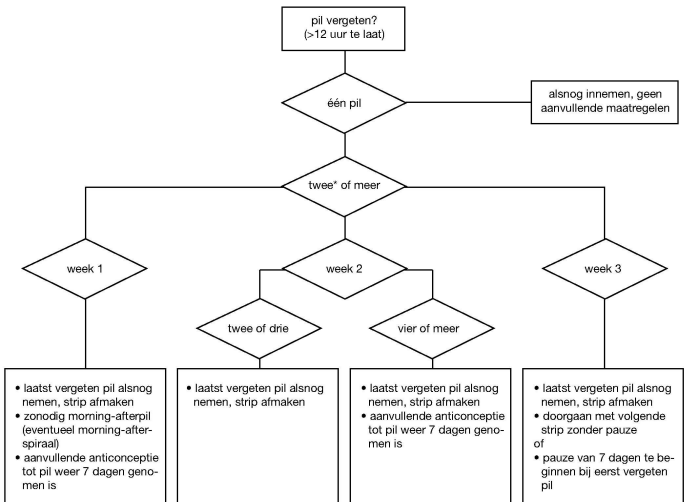 pil vergeten?
(>12 uur te laat)
één pil
alsnog innemen, geen
aanvullende maatregelen
twee* of meer
week 1
week 2
week 3
twee of drie
vier of meer
• laatst vergeten pil alsnog
nemen, strip afmaken
• zonodig morning-afterpil
(eventueel morning-after-
spiraal)
• aanvullende anticonceptie
tot pil weer 7 dagen geno-
men is
• laatst vergeten pil alsnog
nemen, strip afmaken
• laatst vergeten pil alsnog
nemen, strip afmaken
• aanvullende anticonceptie
tot pil weer 7 dagen geno-
men is
• laatst vergeten pil alsnog
nemen, strip afmaken
• doorgaan met volgende
strip zonder pauze
of
• pauze van 7 dagen te be-
ginnen bij eerst vergeten
pil